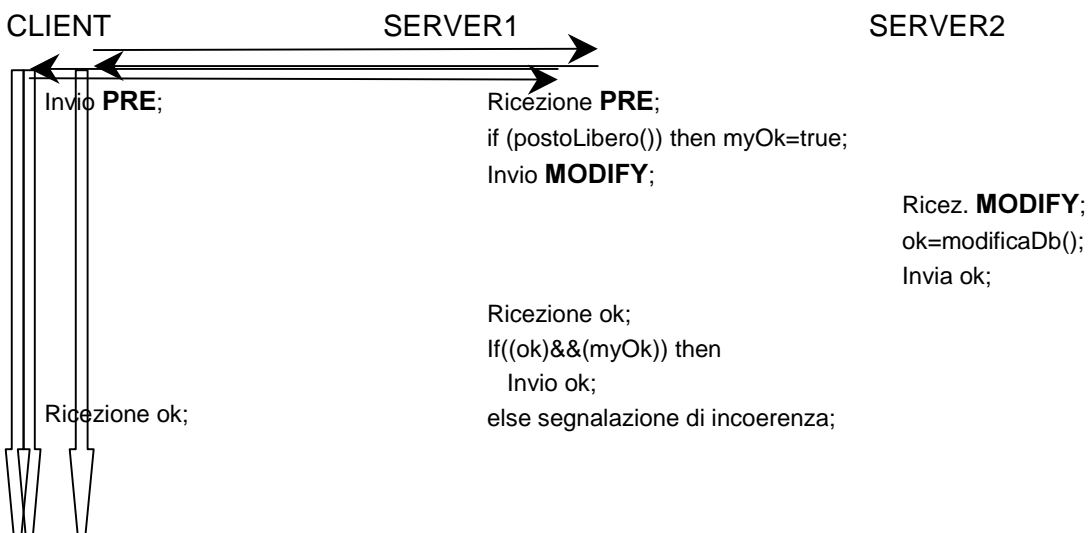 CLIENT SERVER1 SERVER2
Invio PRE; Ricezione PRE;
if (postoLibero()) then myOk=true;
Invio MODIFY;
Ricez. MODIFY;
ok=modificaDb();
Invia ok;
Ricezione ok;
If((ok)&&(myOk)) then
Invio ok;
Ricezione ok; else segnalazione di incoerenza;